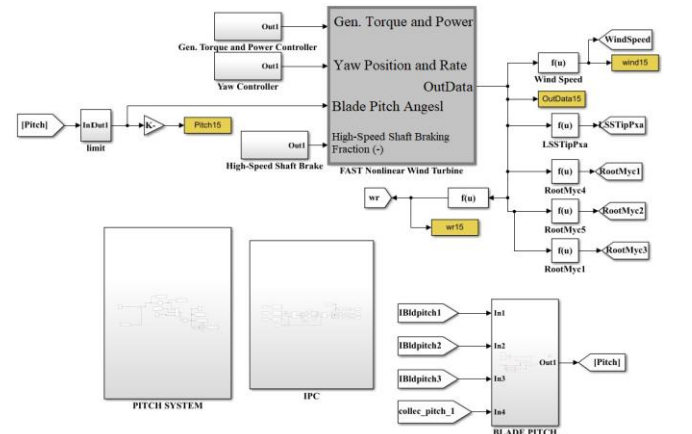 Out1
Gen. Torque and Power Controller
Out1
Yaw Controller
Gen. Torque and Power
Yaw Position and Rate
OutData
Blade Pitch Angesl
High-Speed Shaft Braking
Fraction (-)
FAST Nonlinear Wind Turbine
[Pitch]
InOut1
limit
K-
Pitch15
Out1
High-Speed Shaft Brake
f(u)
Wind Speed
WindSpeed
wind15
OutData15
f(u)
LSSTipPxa
LSSTipPxa
f(u)
RootMyc4
RootMyc1
f(u)
RootMyc5
RootMyc2
f(u)
RootMyc1
RootMyc3
wr
f(u)
wr15
PITCH SYSTEM
IPC
IBldpitch1
IBldpitch2
IBldpitch3
collec_pitch_1
In1
In2
In3
In4
Out1
BLADE PITCH
[Pitch]